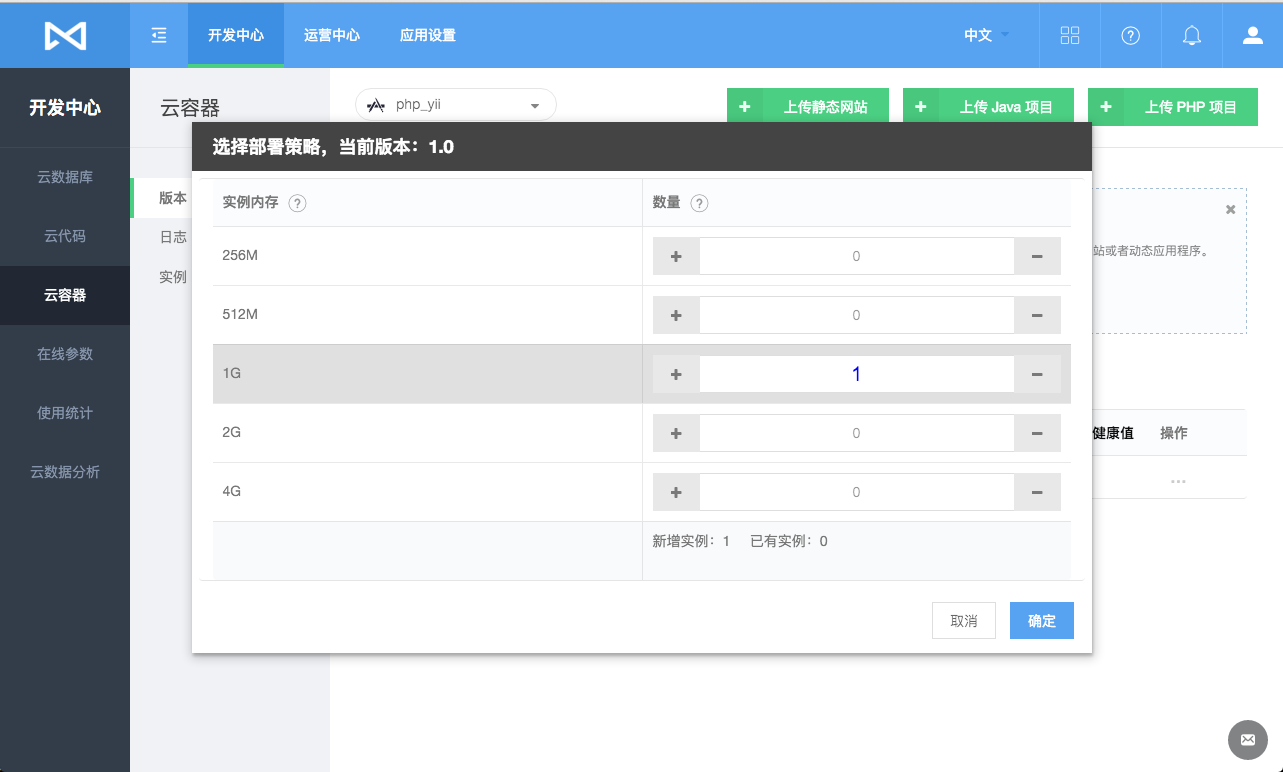 开发中心
运营中心
应用设置
中文
开发中心
云数据库
云代码
云容器
在线参数
使用统计
云数据分析
云容器
php_yii
+ 上传静态网站
+ 上传 Java 项目
+ 上传 PHP 项目
版本
日志
实例
站或者动态应用程序。
健康值 操作
...
选择部署策略，当前版本：1.0
实例内存 ? 数量 ?
256M + 0 −
512M + 0 −
1G + 1 −
2G + 0 −
4G + 0 −
新增实例：1 已有实例：0
取消 确定